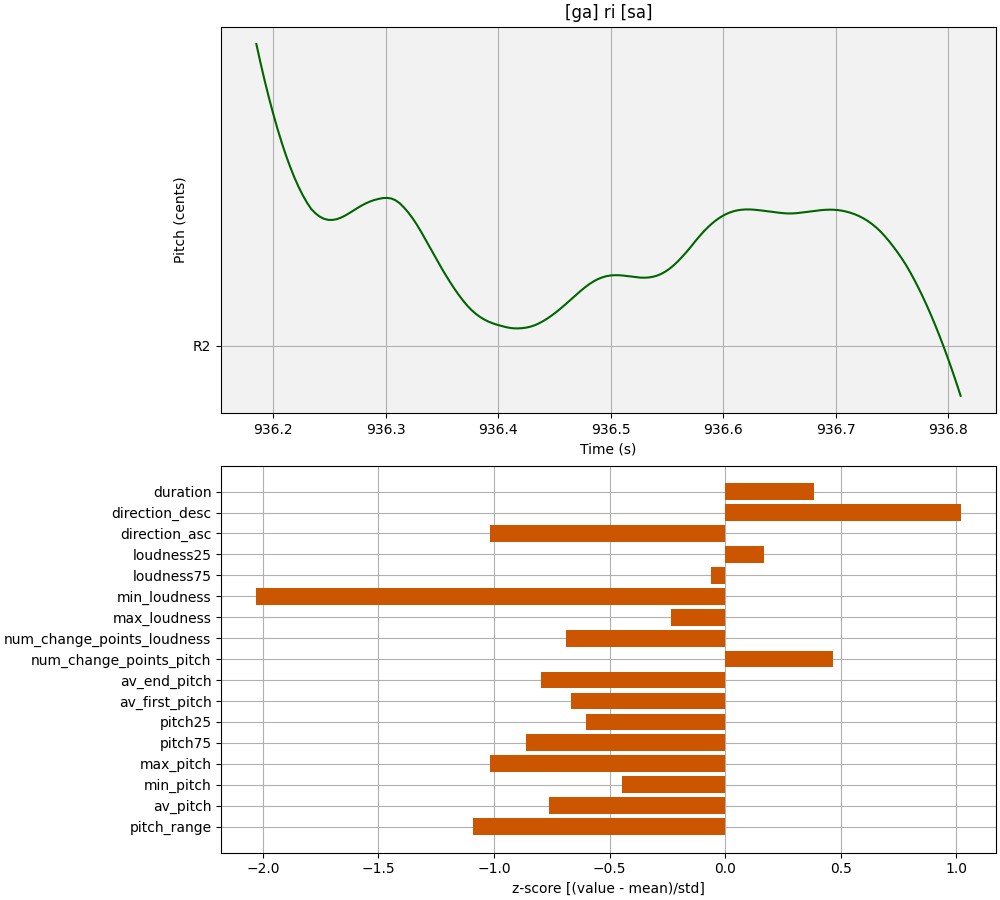 [ga] ri [sa]
Pitch (cents)
R2
936.2 936.3 936.4 936.5 936.6 936.7 936.8
Time (s)
duration
direction_desc
direction_asc
loudness25
loudness75
min_loudness
max_loudness
num_change_points_loudness
num_change_points_pitch
av_end_pitch
av_first_pitch
pitch25
pitch75
max_pitch
min_pitch
av_pitch
pitch_range
−2.0 −1.5 −1.0 −0.5 0.0 0.5 1.0
z-score [(value - mean)/std]